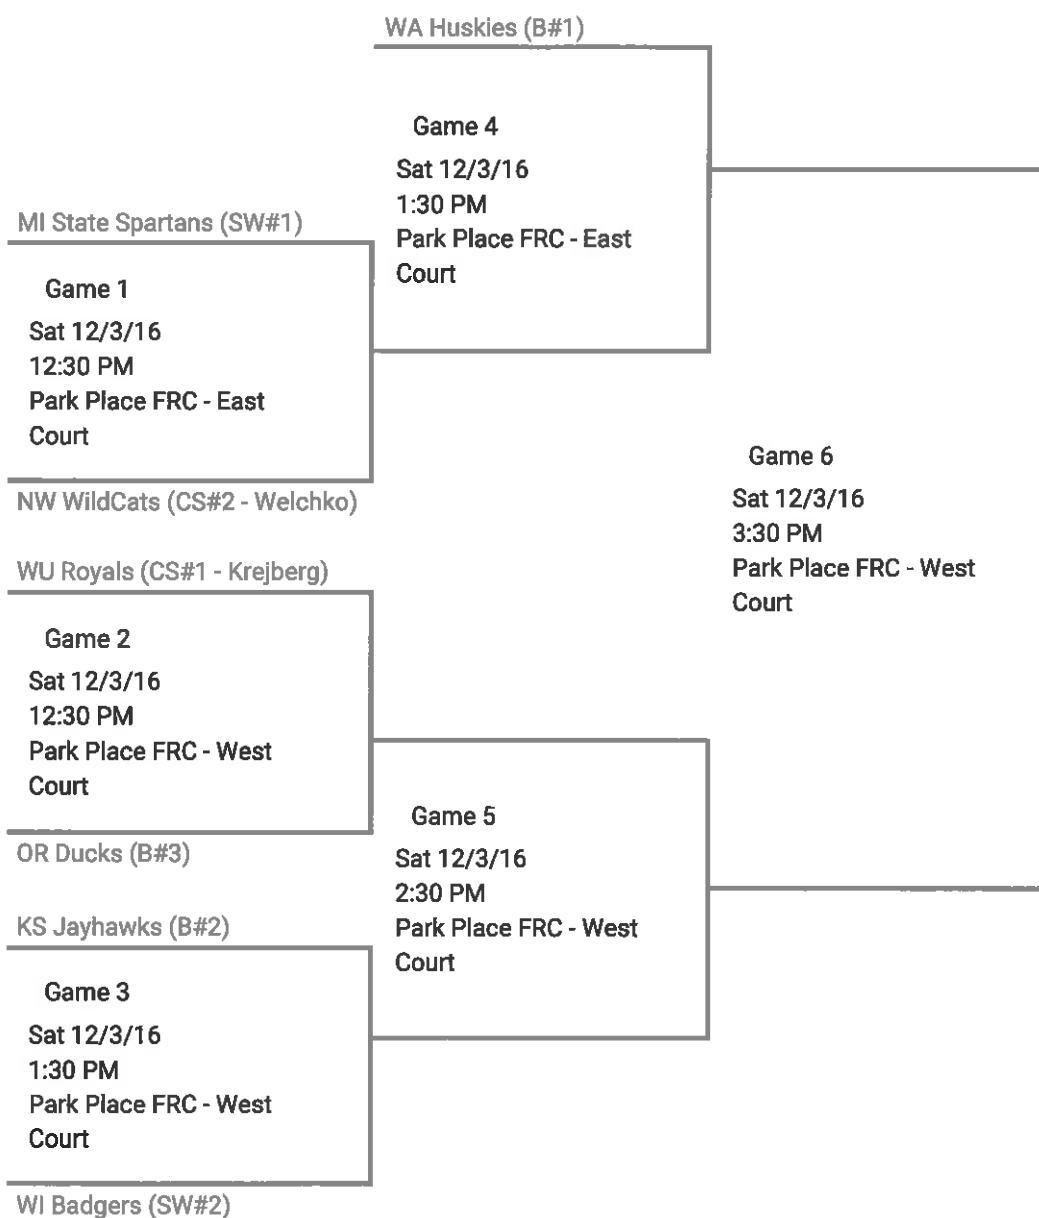 WA Huskies (B#1)
Game 4
Sat 12/3/16
1:30 PM
Park Place FRC - East
Court
MI State Spartans (SW#1)
Game 1
Sat 12/3/16
12:30 PM
Park Place FRC - East
Court
NW WildCats (CS#2 - Welchko)
Game 6
Sat 12/3/16
3:30 PM
Park Place FRC - West
Court
WU Royals (CS#1 - Krejberg)
Game 2
Sat 12/3/16
12:30 PM
Park Place FRC - West
Court
OR Ducks (B#3)
Game 5
Sat 12/3/16
2:30 PM
Park Place FRC - West
Court
KS Jayhawks (B#2)
Game 3
Sat 12/3/16
1:30 PM
Park Place FRC - West
Court
WI Badgers (SW#2)